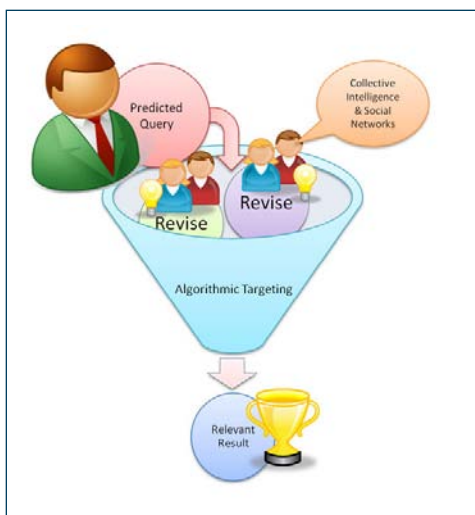 Predicted
Query
Collective
Intelligence
& Social
Networks
Revise
Revise
Algorithmic Targeting
Relevant
Result